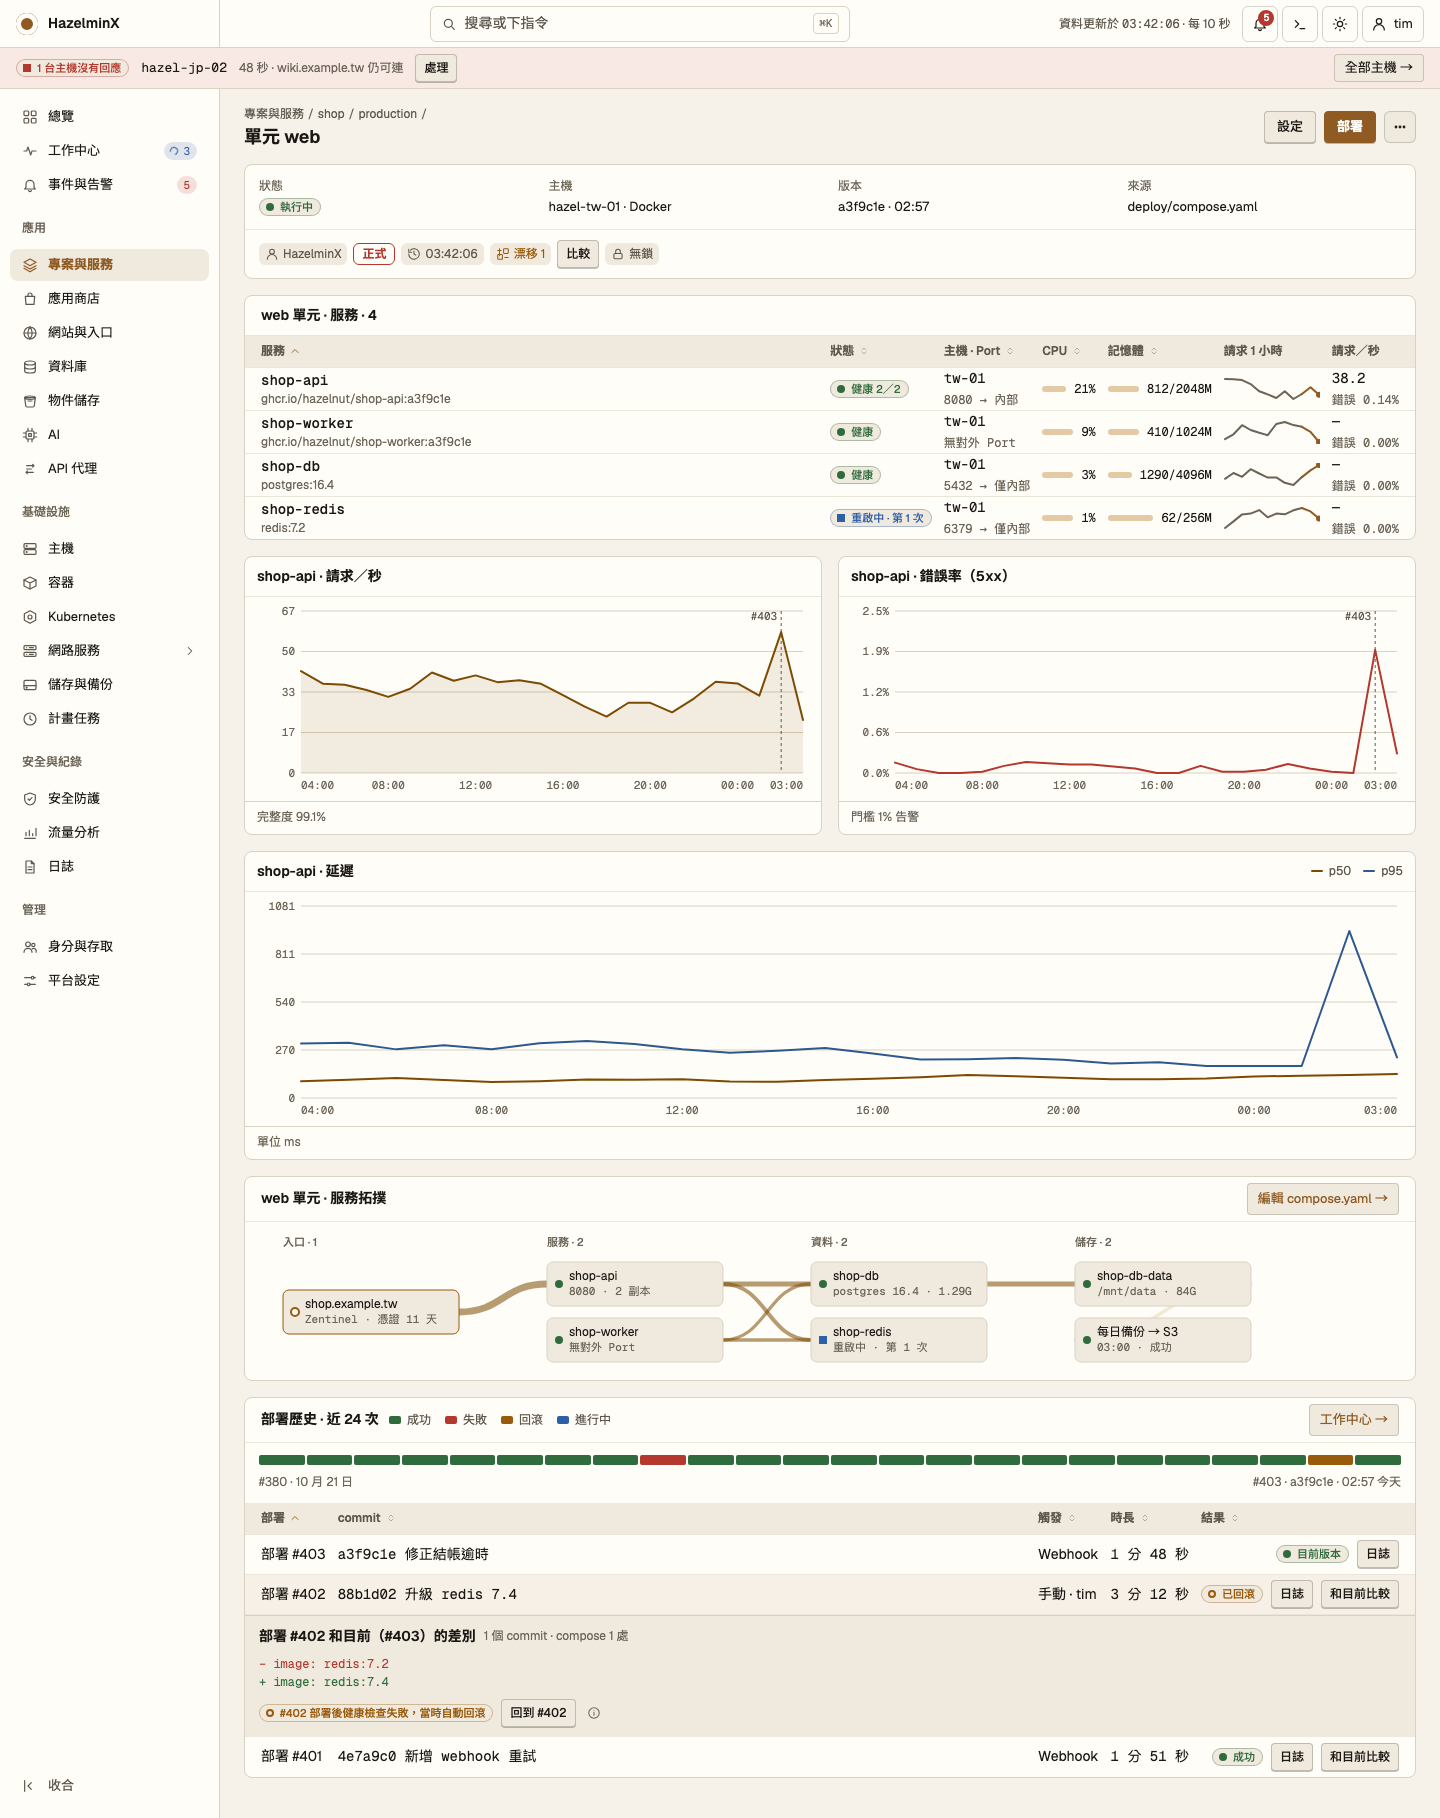 HazelminX
搜尋或下指令
⌘K
資料更新於 03:42:06 · 每 10 秒
5
tim
1 台主機沒有回應
hazel-jp-02
48 秒 · wiki.example.tw 仍可連
處理
全部主機 →
總覽
工作中心
3
事件與告警
5
應用
專案與服務
應用商店
網站與入口
資料庫
物件儲存
AI
API 代理
基礎設施
主機
容器
Kubernetes
網路服務
儲存與備份
計畫任務
安全與紀錄
安全防護
流量分析
日誌
管理
身分與存取
平台設定
收合
專案與服務 / shop / production /
單元 web
設定
部署
狀態
執行中
主機
hazel-tw-01 · Docker
版本
a3f9c1e · 02:57
來源
deploy/compose.yaml
HazelminX
正式
03:42:06
漂移 1
比較
無鎖
web 單元 · 服務 · 4
服務 狀態 主機 · Port CPU 記憶體 請求 1 小時 請求／秒
shop-api
ghcr.io/hazelnut/shop-api:a3f9c1e
健康 2／2
tw-01
8080 → 內部
21%
812/2048M
38.2
錯誤 0.14%
shop-worker
ghcr.io/hazelnut/shop-worker:a3f9c1e
健康
tw-01
無對外 Port
9%
410/1024M
—
錯誤 0.00%
shop-db
postgres:16.4
健康
tw-01
5432 → 僅內部
3%
1290/4096M
—
錯誤 0.00%
shop-redis
redis:7.2
重啟中 · 第 1 次
tw-01
6379 → 僅內部
1%
62/256M
—
錯誤 0.00%
shop-api · 請求／秒
67
50
33
17
0
#403
04:00 08:00 12:00 16:00 20:00 00:00 03:00
完整度 99.1%
shop-api · 錯誤率（5xx）
2.5%
1.9%
1.2%
0.6%
0.0%
#403
04:00 08:00 12:00 16:00 20:00 00:00 03:00
門檻 1% 告警
shop-api · 延遲
p50 p95
1081
811
540
270
0
04:00 08:00 12:00 16:00 20:00 00:00 03:00
單位 ms
web 單元 · 服務拓撲
編輯 compose.yaml →
入口 · 1
服務 · 2
資料 · 2
儲存 · 2
shop.example.tw
Zentinel · 憑證 11 天
shop-api
8080 · 2 副本
shop-worker
無對外 Port
shop-db
postgres 16.4 · 1.29G
shop-redis
重啟中 · 第 1 次
shop-db-data
/mnt/data · 84G
每日備份 → S3
03:00 · 成功
部署歷史 · 近 24 次
成功 失敗 回滾 進行中
工作中心 →
#380 · 10 月 21 日
#403 · a3f9c1e · 02:57 今天
部署 commit 觸發 時長 結果
部署 #403 a3f9c1e 修正結帳逾時 Webhook 1 分 48 秒 目前版本 日誌
部署 #402 88b1d02 升級 redis 7.4 手動 · tim 3 分 12 秒 已回滾 日誌 和目前比較
部署 #402 和目前（#403）的差別 1 個 commit · compose 1 處
− image: redis:7.2
+ image: redis:7.4
#402 部署後健康檢查失敗，當時自動回滾
回到 #402
部署 #401 4e7a9c0 新增 webhook 重試 Webhook 1 分 51 秒 成功 日誌 和目前比較